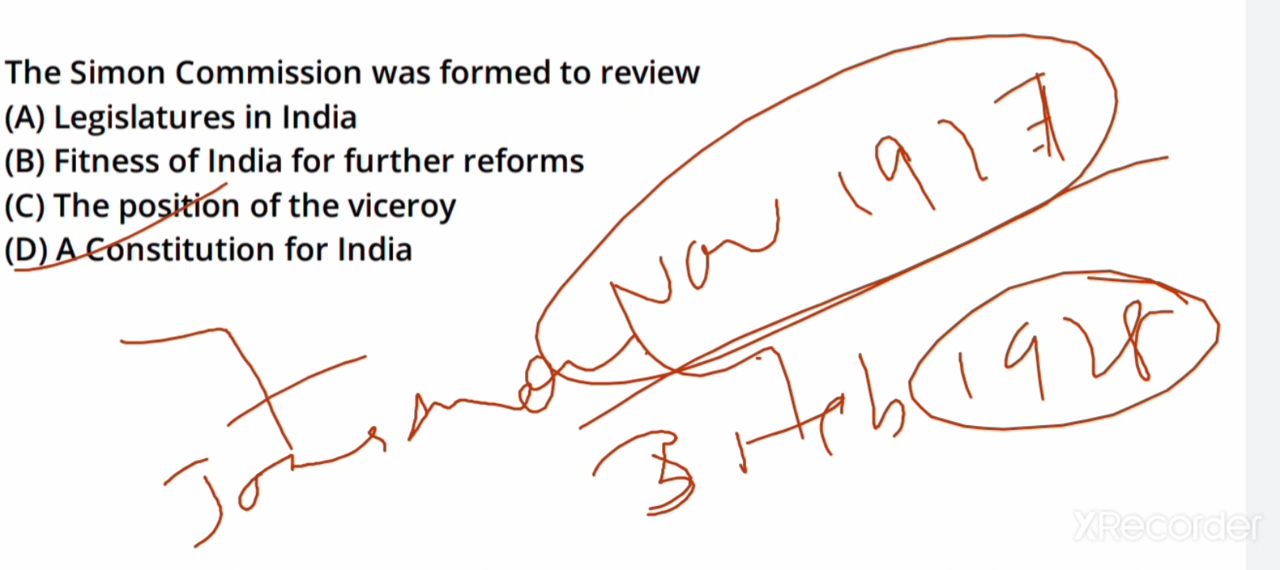 The Simon Commission was formed to review
(A) Legislatures in India
(B) Fitness of India for further reforms
(C) The position of the viceroy
(D) A Constitution for India
Nov 1927
3 Feb 1928
XRecorder